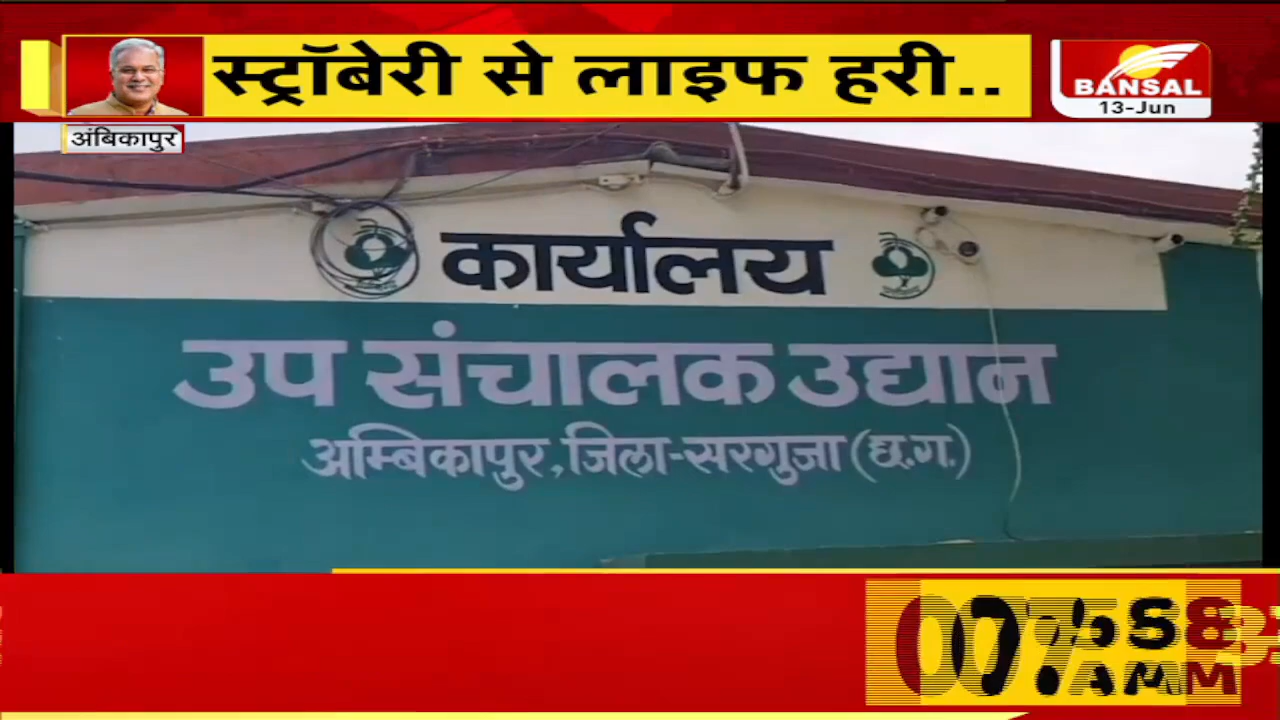 स्ट्रॉबेरी से लाइफ हरी..
BANSAL
13-Jun
अंबिकापुर
कार्यालय
उप संचालक उद्यान
अम्बिकापुर, जिला-सरगुजा (छ.ग.)